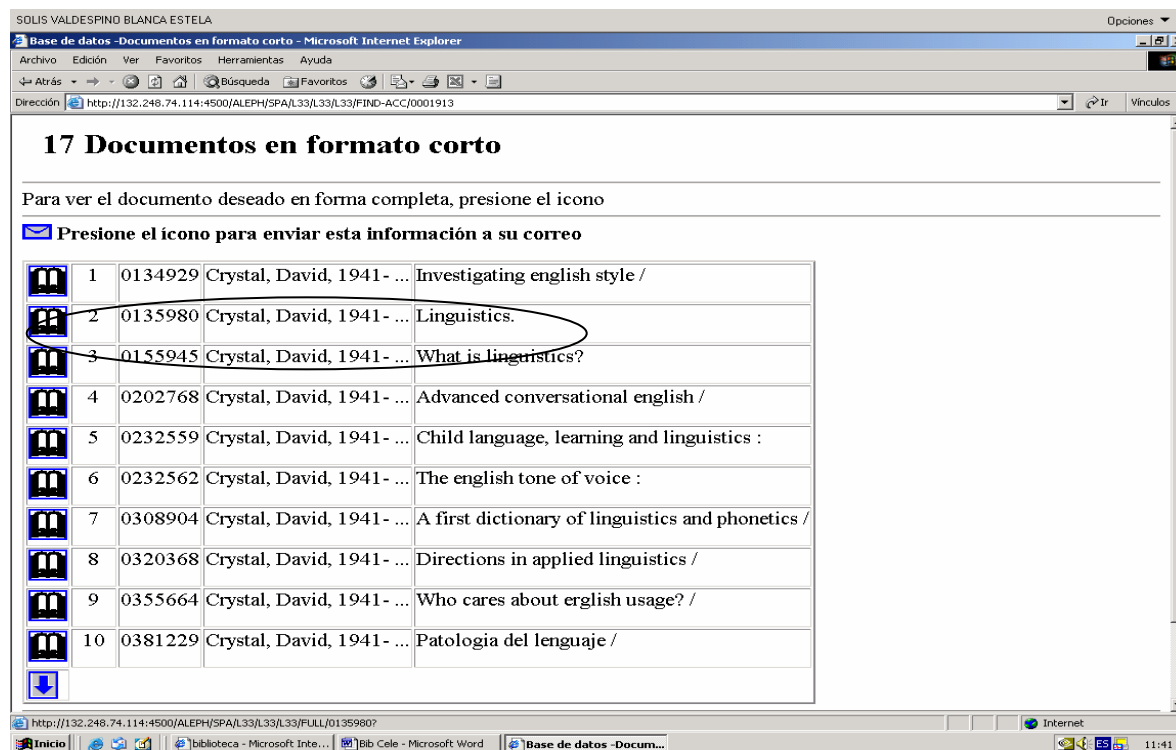 SOLIS VALDESPINO BLANCA ESTELA Opciones
Base de datos -Documentos en formato corto - Microsoft Internet Explorer
Archivo Edición Ver Favoritos Herramientas Ayuda
Atrás Búsqueda Favoritos
Dirección http://132.248.74.114:4500/ALEPH/SPA/L33/L33/L33/FIND-ACC/0001913 Ir Vínculos
17 Documentos en formato corto
Para ver el documento deseado en forma completa, presione el icono
Presione el ícono para enviar esta información a su correo
1 0134929 Crystal, David, 1941- ... Investigating english style /
2 0135980 Crystal, David, 1941- ... Linguistics.
3 0155945 Crystal, David, 1941- ... What is linguistics?
4 0202768 Crystal, David, 1941- ... Advanced conversational english /
5 0232559 Crystal, David, 1941- ... Child language, learning and linguistics :
6 0232562 Crystal, David, 1941- ... The english tone of voice :
7 0308904 Crystal, David, 1941- ... A first dictionary of linguistics and phonetics /
8 0320368 Crystal, David, 1941- ... Directions in applied linguistics /
9 0355664 Crystal, David, 1941- ... Who cares about erglish usage? /
10 0381229 Crystal, David, 1941- ... Patologia del lenguaje /
http://132.248.74.114:4500/ALEPH/SPA/L33/L33/L33/FULL/0135980? Internet
Inicio biblioteca - Microsoft Inte... Bib Cele - Microsoft Word Base de datos -Docum... ES 11:41